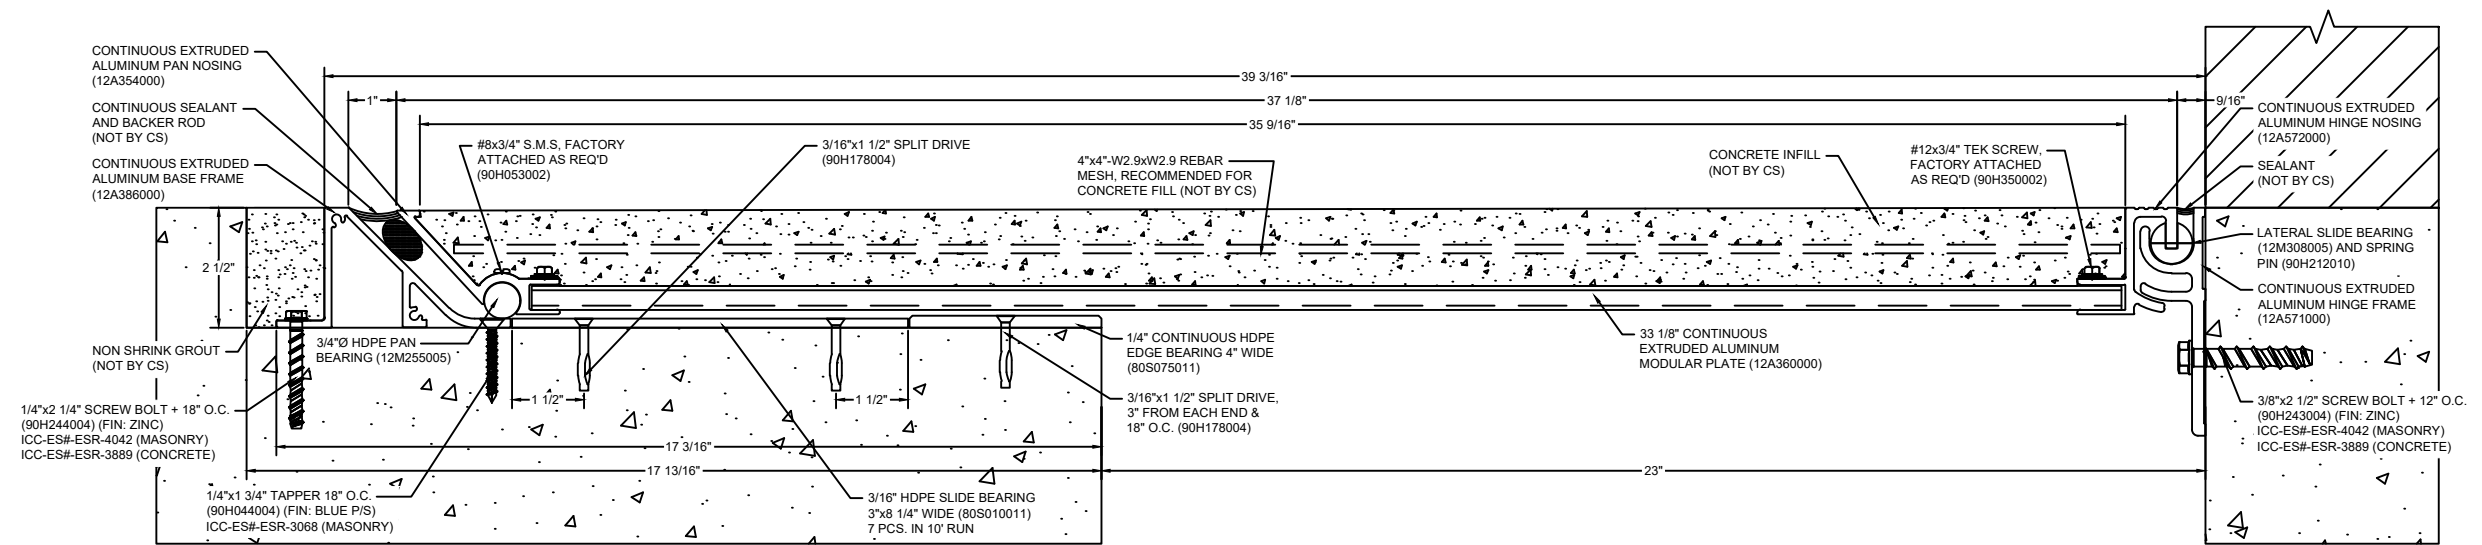 CONTINUOUS EXTRUDED
ALUMINUM PAN NOSING
(12A354000)
CONTINUOUS SEALANT
AND BACKER ROD
(NOT BY CS)
CONTINUOUS EXTRUDED
ALUMINUM BASE FRAME
(12A386000)
39 3/16"
1"
37 1/8"
9/16"
35 9/16"
#8x3/4" S.M.S, FACTORY
ATTACHED AS REQ'D
(90H053002)
3/16"x1 1/2" SPLIT DRIVE
(90H178004)
4"x4"-W2.9xW2.9 REBAR
MESH, RECOMMENDED FOR
CONCRETE FILL (NOT BY CS)
CONCRETE INFILL
(NOT BY CS)
#12x3/4" TEK SCREW,
FACTORY ATTACHED
AS REQ'D (90H350002)
CONTINUOUS EXTRUDED
ALUMINUM HINGE NOSING
(12A572000)
SEALANT
(NOT BY CS)
LATERAL SLIDE BEARING
(12M308005) AND SPRING
PIN (90H212010)
CONTINUOUS EXTRUDED
ALUMINUM HINGE FRAME
(12A571000)
2 1/2"
NON SHRINK GROUT
(NOT BY CS)
3/4"Ø HDPE PAN
BEARING (12M255005)
1/4" CONTINUOUS HDPE
EDGE BEARING 4" WIDE
(80S075011)
33 1/8" CONTINUOUS
EXTRUDED ALUMINUM
MODULAR PLATE (12A360000)
1/4"x2 1/4" SCREW BOLT + 18" O.C.
(90H244004) (FIN: ZINC)
ICC-ES#-ESR-4042 (MASONRY)
ICC-ES#-ESR-3889 (CONCRETE)
1 1/2"
1 1/2"
3/16"x1 1/2" SPLIT DRIVE,
3" FROM EACH END &
18" O.C. (90H178004)
3/8"x2 1/2" SCREW BOLT + 12" O.C.
(90H243004) (FIN: ZINC)
ICC-ES#-ESR-4042 (MASONRY)
ICC-ES#-ESR-3889 (CONCRETE)
17 3/16"
17 13/16"
23"
1/4"x1 3/4" TAPPER 18" O.C.
(90H044004) (FIN: BLUE P/S)
ICC-ES#-ESR-3068 (MASONRY)
3/16" HDPE SLIDE BEARING
3"x8 1/4" WIDE (80S010011)
7 PCS. IN 10' RUN